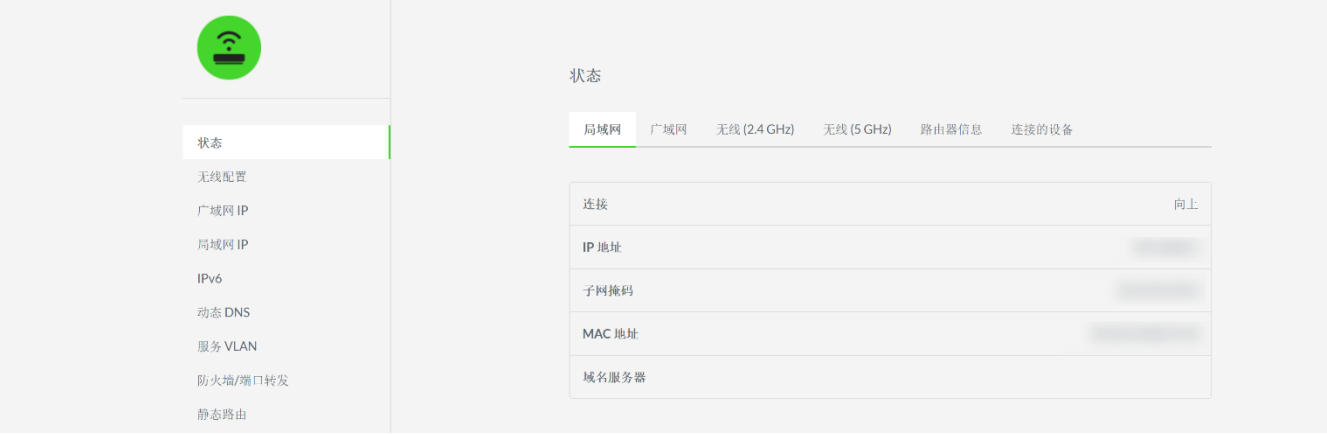 状态
无线配置
广域网 IP
局域网 IP
IPv6
动态 DNS
服务 VLAN
防火墙/端口转发
静态路由
状态
局域网 广域网 无线 (2.4 GHz) 无线 (5 GHz) 路由器信息 连接的设备
连接 向上
IP 地址
子网掩码
MAC 地址
域名服务器